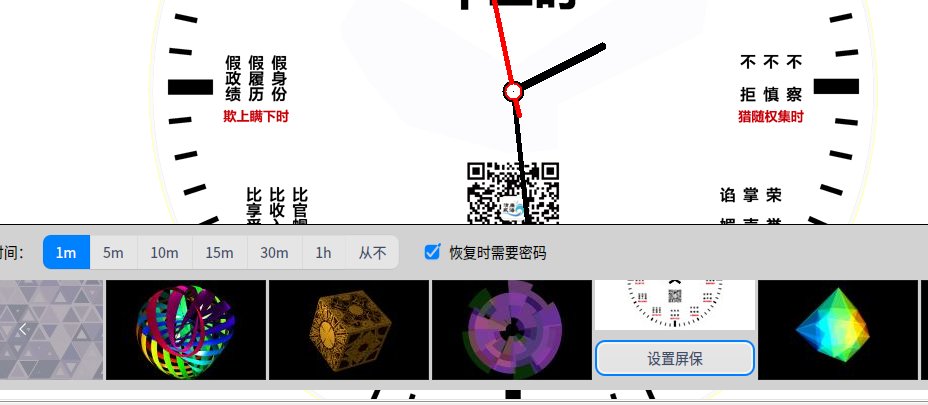 假 假 假
政 履 身
绩 历 份
欺上瞒下时
不 不 不
拒 慎 察
猎随权集时
比 比 比
享 收 官
谄 掌 荣
时间：
1m
5m
10m
15m
30m
1h
从不
恢复时需要密码
设置屏保